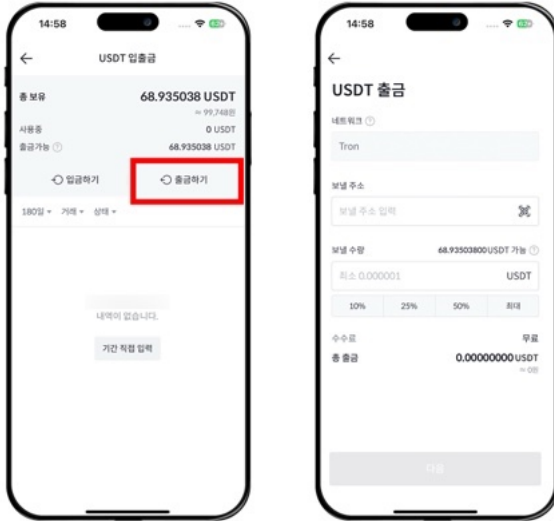 14:58
USDT 입출금
총 보유 68.935038 USDT
≈ 99,748원
사용중 0 USDT
출금가능 68.935038 USDT
입금하기 출금하기
180일 거래 상태
내역이 없습니다.
기간 직접 입력
14:58
USDT 출금
네트워크
Tron
보낼 주소
보낼 주소 입력
보낼 수량 68.93503800 USDT 가능
최소 0.000001 USDT
10% 25% 50% 최대
수수료 무료
총 출금 0.00000000 USDT
≈ 0원
다음